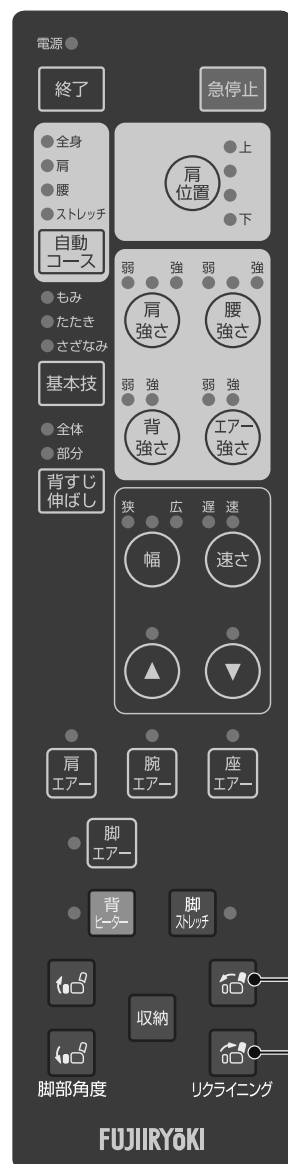 電源
終了
急停止
全身
肩
腰
ストレッチ
自動
コース
上
肩
位置
下
もみ
たたき
さざなみ
基本技
弱 強
肩
強さ
弱 強
腰
強さ
弱 強
背
強さ
弱 強
エアー
強さ
全体
部分
背すじ
伸ばし
狭 広
幅
遅 速
速さ
▲
▼
肩
エアー
腕
エアー
座
エアー
脚
エアー
背
ヒーター
脚
ストレッチ
収納
脚部角度
リクライニング
FUJIIRYŌKI